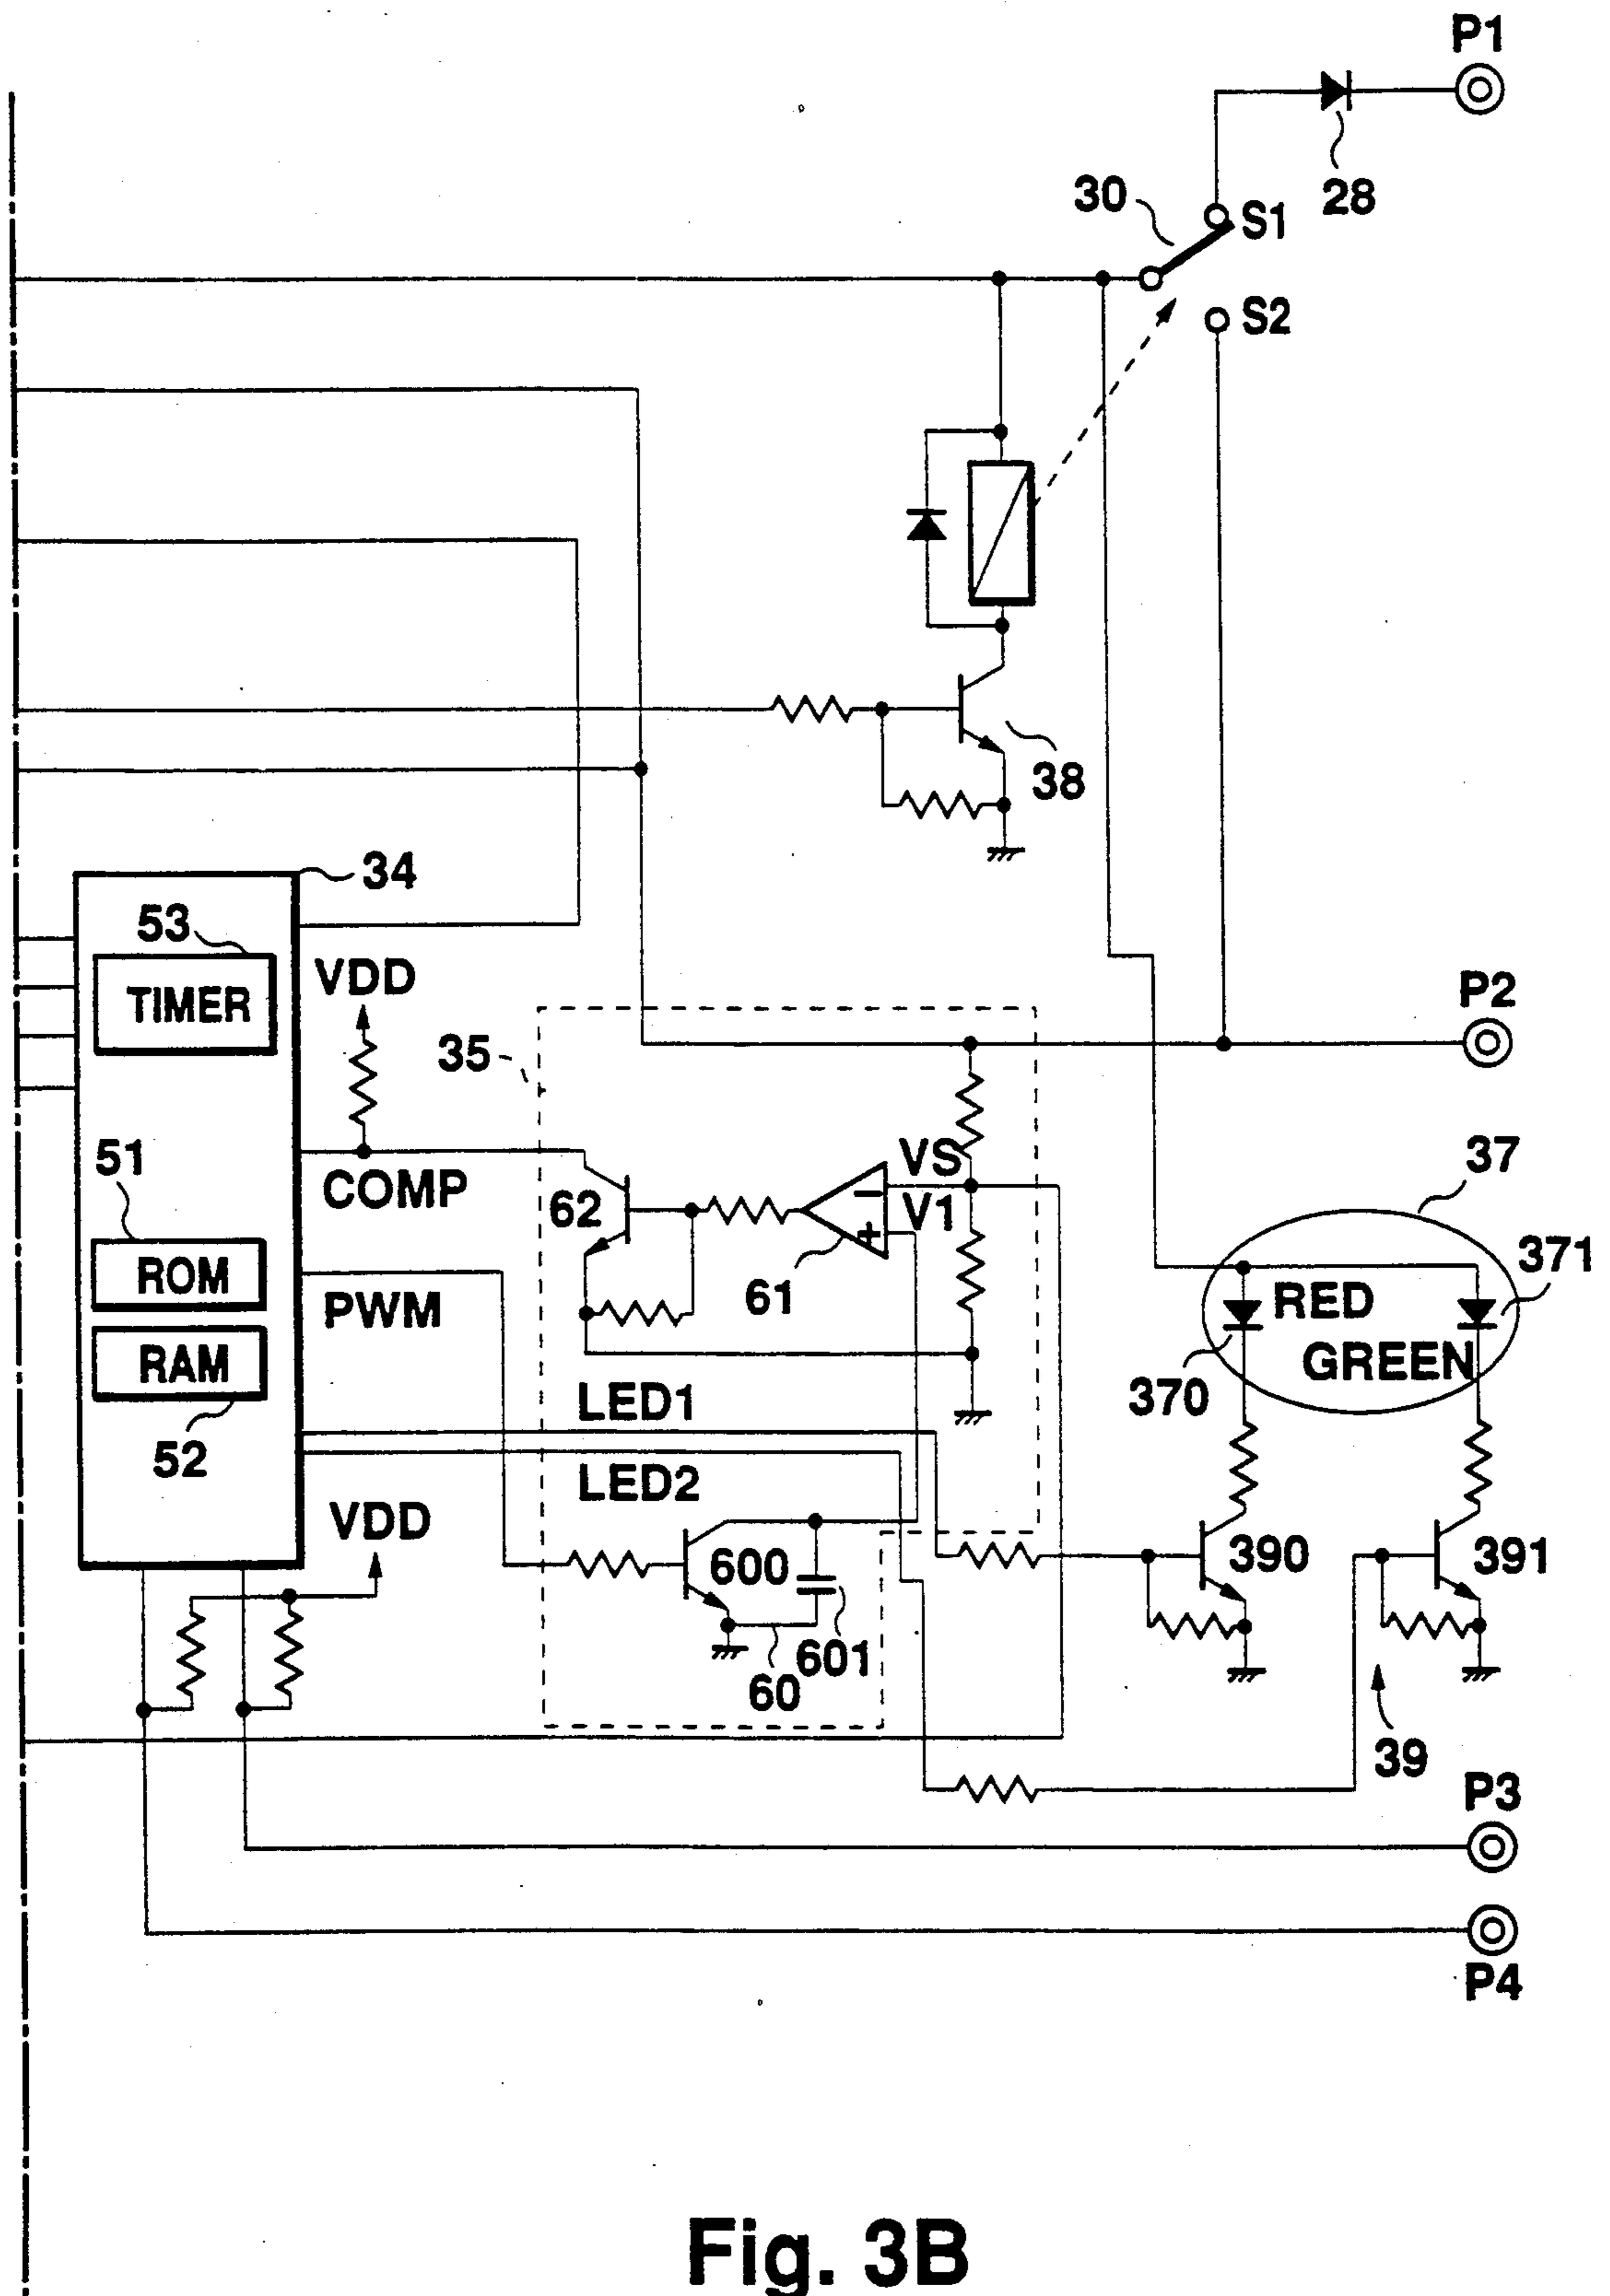 P1
28
30
S1
S2
38
34
53
TIMER
VDD
35
P2
51
COMP
62
VS
V1
61
37
371
RED
GREEN
370
ROM
PWM
RAM
52
LED1
LED2
VDD
600
601
60
390
391
39
P3
P4
Fig. 3B